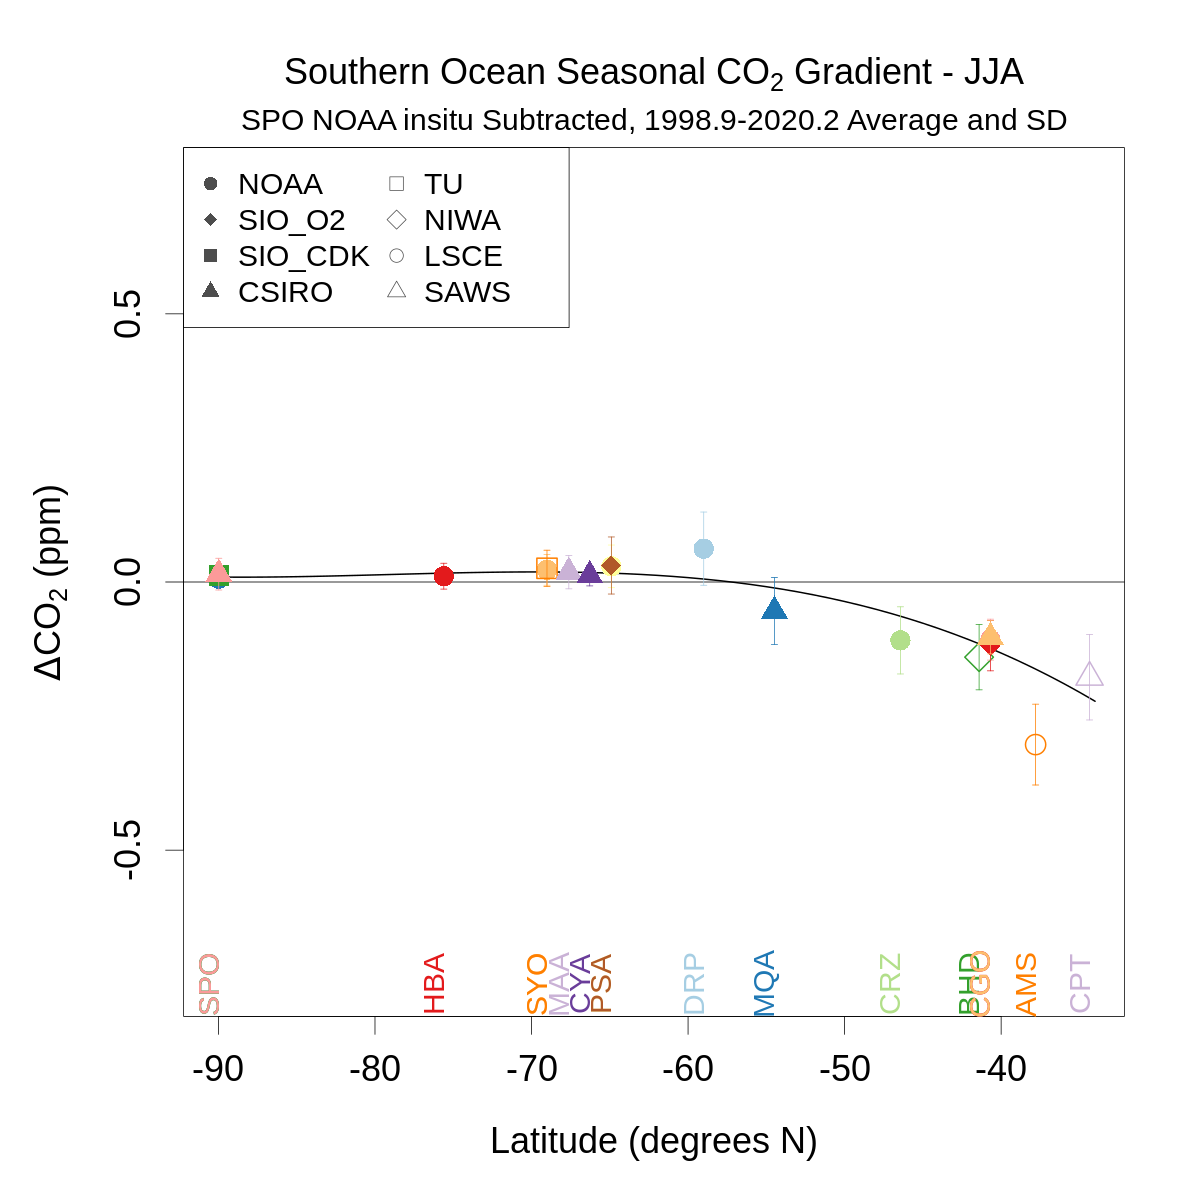 Southern Ocean Seasonal CO₂ Gradient - JJA
SPO NOAA insitu Subtracted, 1998.9-2020.2 Average and SD
NOAA TU
SIO_O2 NIWA
SIO_CDK LSCE
CSIRO SAWS
0.5
0.0
-0.5
ΔCO₂ (ppm)
SPO HBA SYO MAA CYA PSA DRP MQA CRZ BHD CGO AMS CPT
-90 -80 -70 -60 -50 -40
Latitude (degrees N)